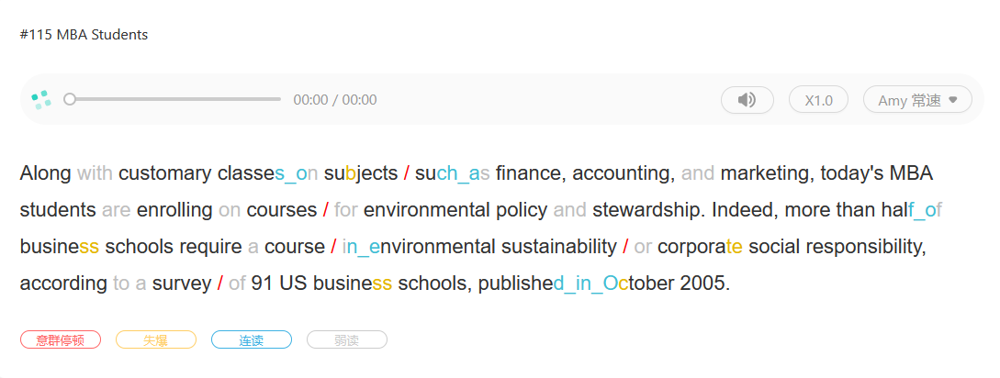 #115 MBA Students
00:00 / 00:00
X1.0
Amy 常速
Along with customary classes_on subjects / such_as finance, accounting, and marketing, today's MBA
students are enrolling on courses / for environmental policy and stewardship. Indeed, more than half_of
business schools require a course / in_environmental sustainability / or corporate social responsibility,
according to a survey / of 91 US business schools, published_in_October 2005.
意群停顿 失爆 连读 弱读